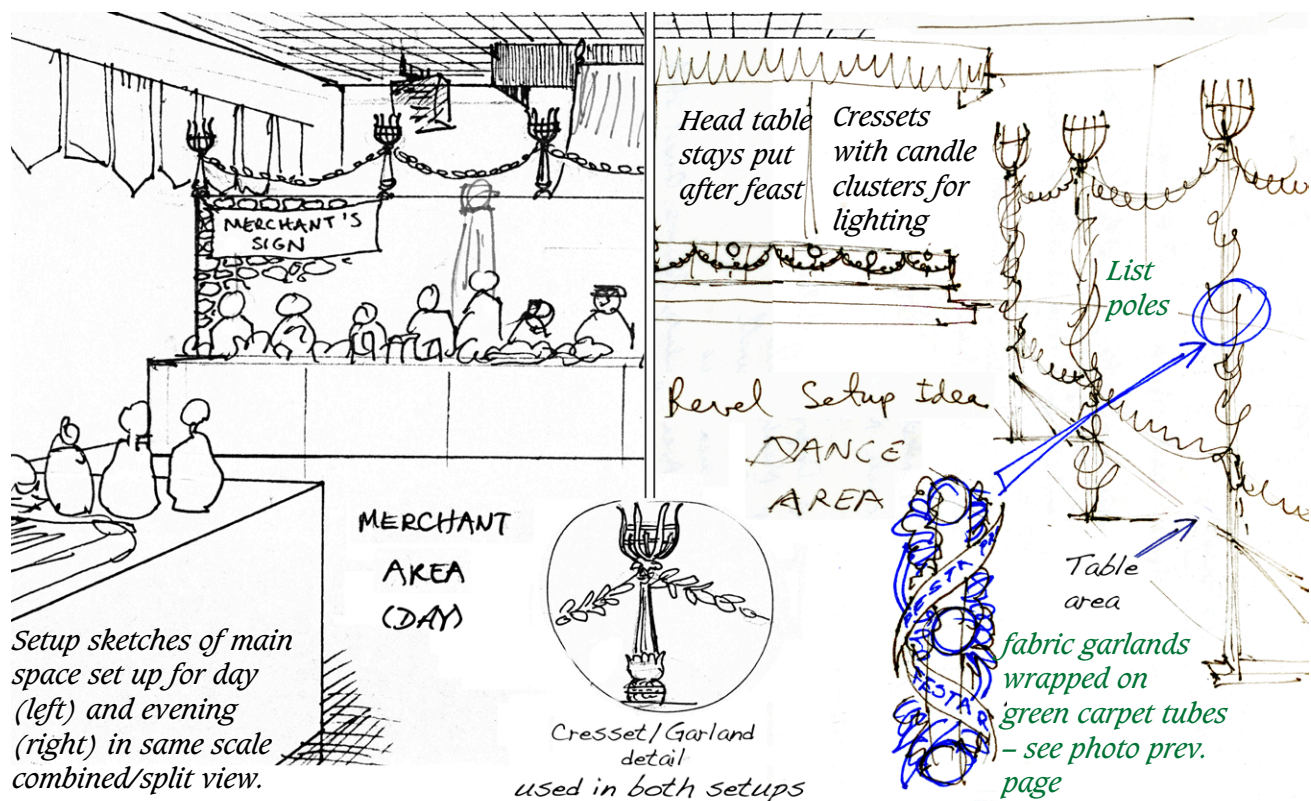 MERCHANT'S
SIGN
MERCHANT
AREA
(DAY)
Setup sketches of main
space set up for day
(left) and evening
(right) in same scale
combined/split view.
Head table
stays put
after feast
Cressets
with candle
clusters for
lighting
List
poles
Revel Setup Idea
DANCE
AREA
Cresset/Garland
detail
used in both setups
Table
area
FESTA
FESTA
fabric garlands
wrapped on
green carpet tubes
– see photo prev.
page